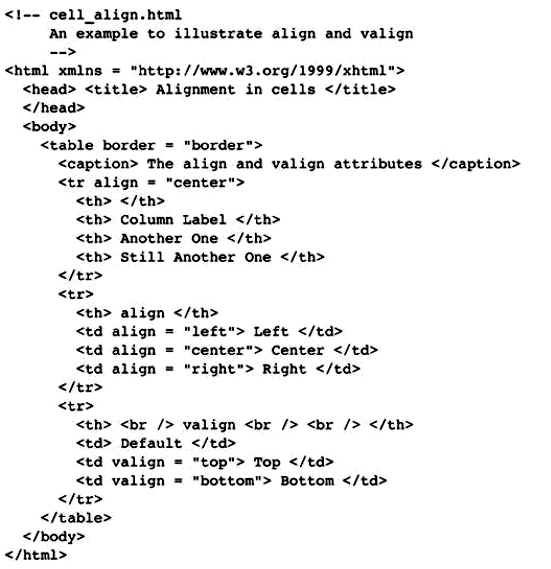 <!-- cell_align.html
     An example to illustrate align and valign
     -->
<html xmlns = "http://www.w3.org/1999/xhtml">
  <head> <title> Alignment in cells </title>
  </head>
  <body>
    <table border = "border">
      <caption> The align and valign attributes </caption>
      <tr align = "center">
        <th> </th>
        <th> Column Label </th>
        <th> Another One </th>
        <th> Still Another One </th>
      </tr>
      <tr>
        <th> align </th>
        <td align = "left"> Left </td>
        <td align = "center"> Center </td>
        <td align = "right"> Right </td>
      </tr>
      <tr>
        <th> <br /> valign <br /> <br /> </th>
        <td> Default </td>
        <td valign = "top"> Top </td>
        <td valign = "bottom"> Bottom </td>
      </tr>
    </table>
  </body>
</html>